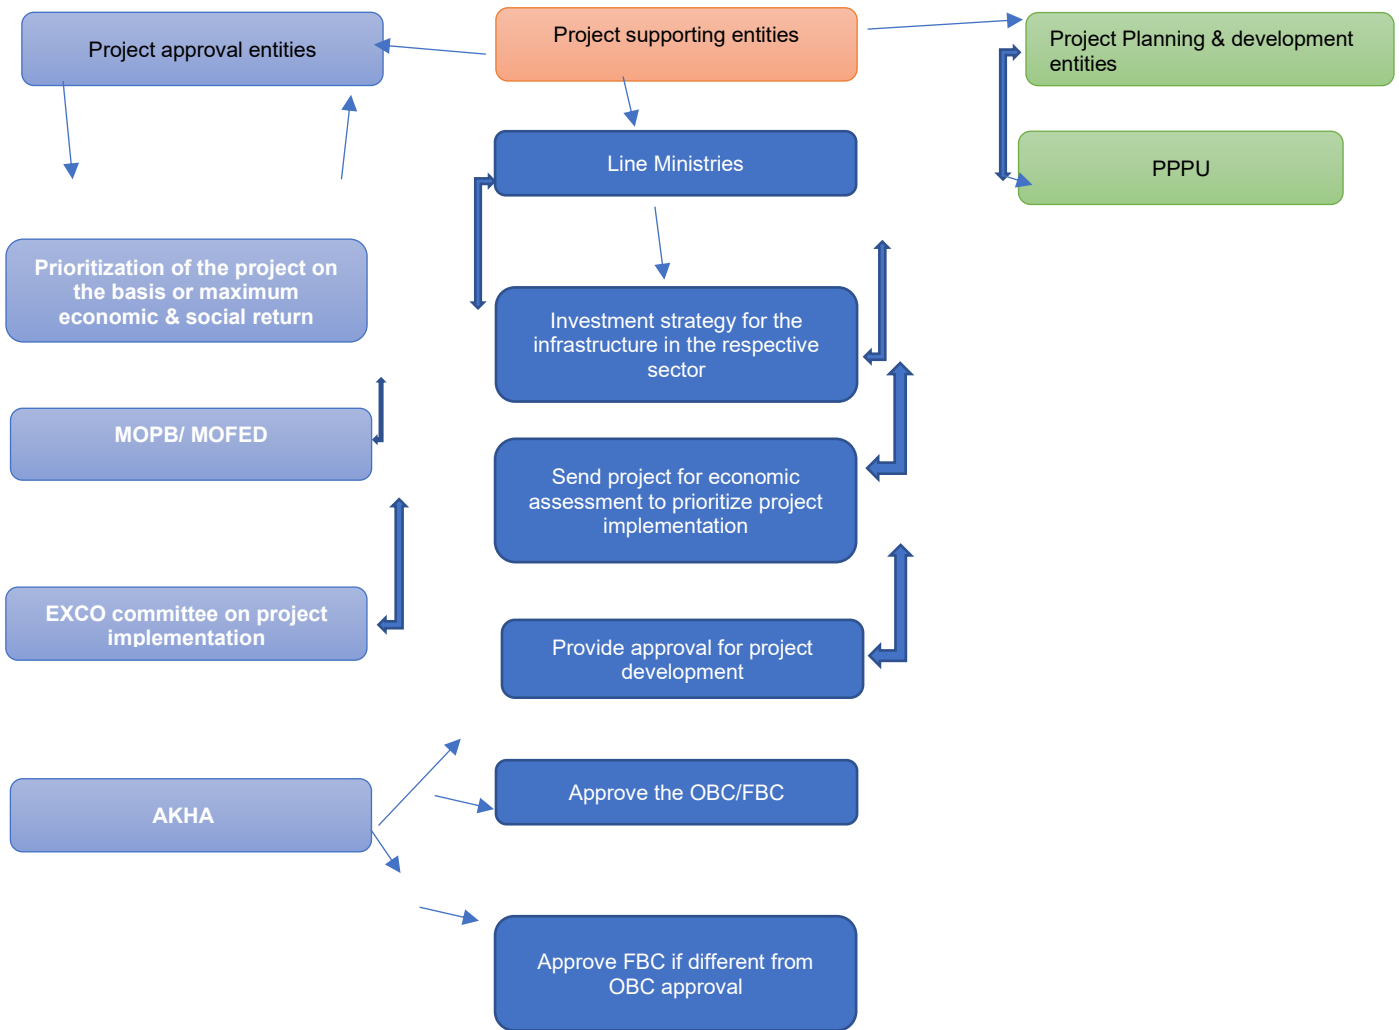 Project approval entities
Project supporting entities
Project Planning & development
entities
Line Ministries
PPPU
Prioritization of the project on
the basis or maximum
economic & social return
Investment strategy for the
infrastructure in the respective
sector
MOPB/ MOFED
Send project for economic
assessment to prioritize project
implementation
EXCO committee on project
implementation
Provide approval for project
development
AKHA
Approve the OBC/FBC
Approve FBC if different from
OBC approval